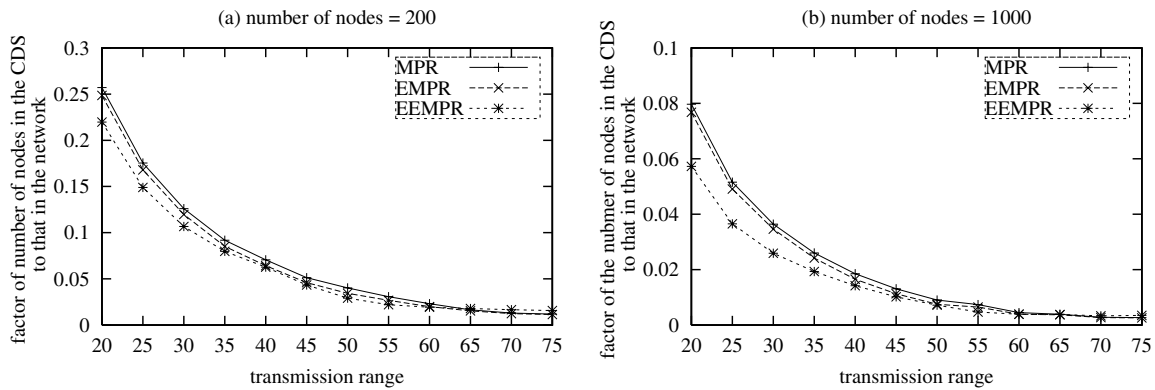 (a) number of nodes = 200
factor of number of nodes in the CDS
to that in the network
0.3
0.25
0.2
0.15
0.1
0.05
0
MPR
EMPR
EEMPR
20 25 30 35 40 45 50 55 60 65 70 75
transmission range
(b) number of nodes = 1000
factor of the nubmer of nodes in the CDS
to that in the network
0.1
0.08
0.06
0.04
0.02
0
MPR
EMPR
EEMPR
20 25 30 35 40 45 50 55 60 65 70 75
transmission range